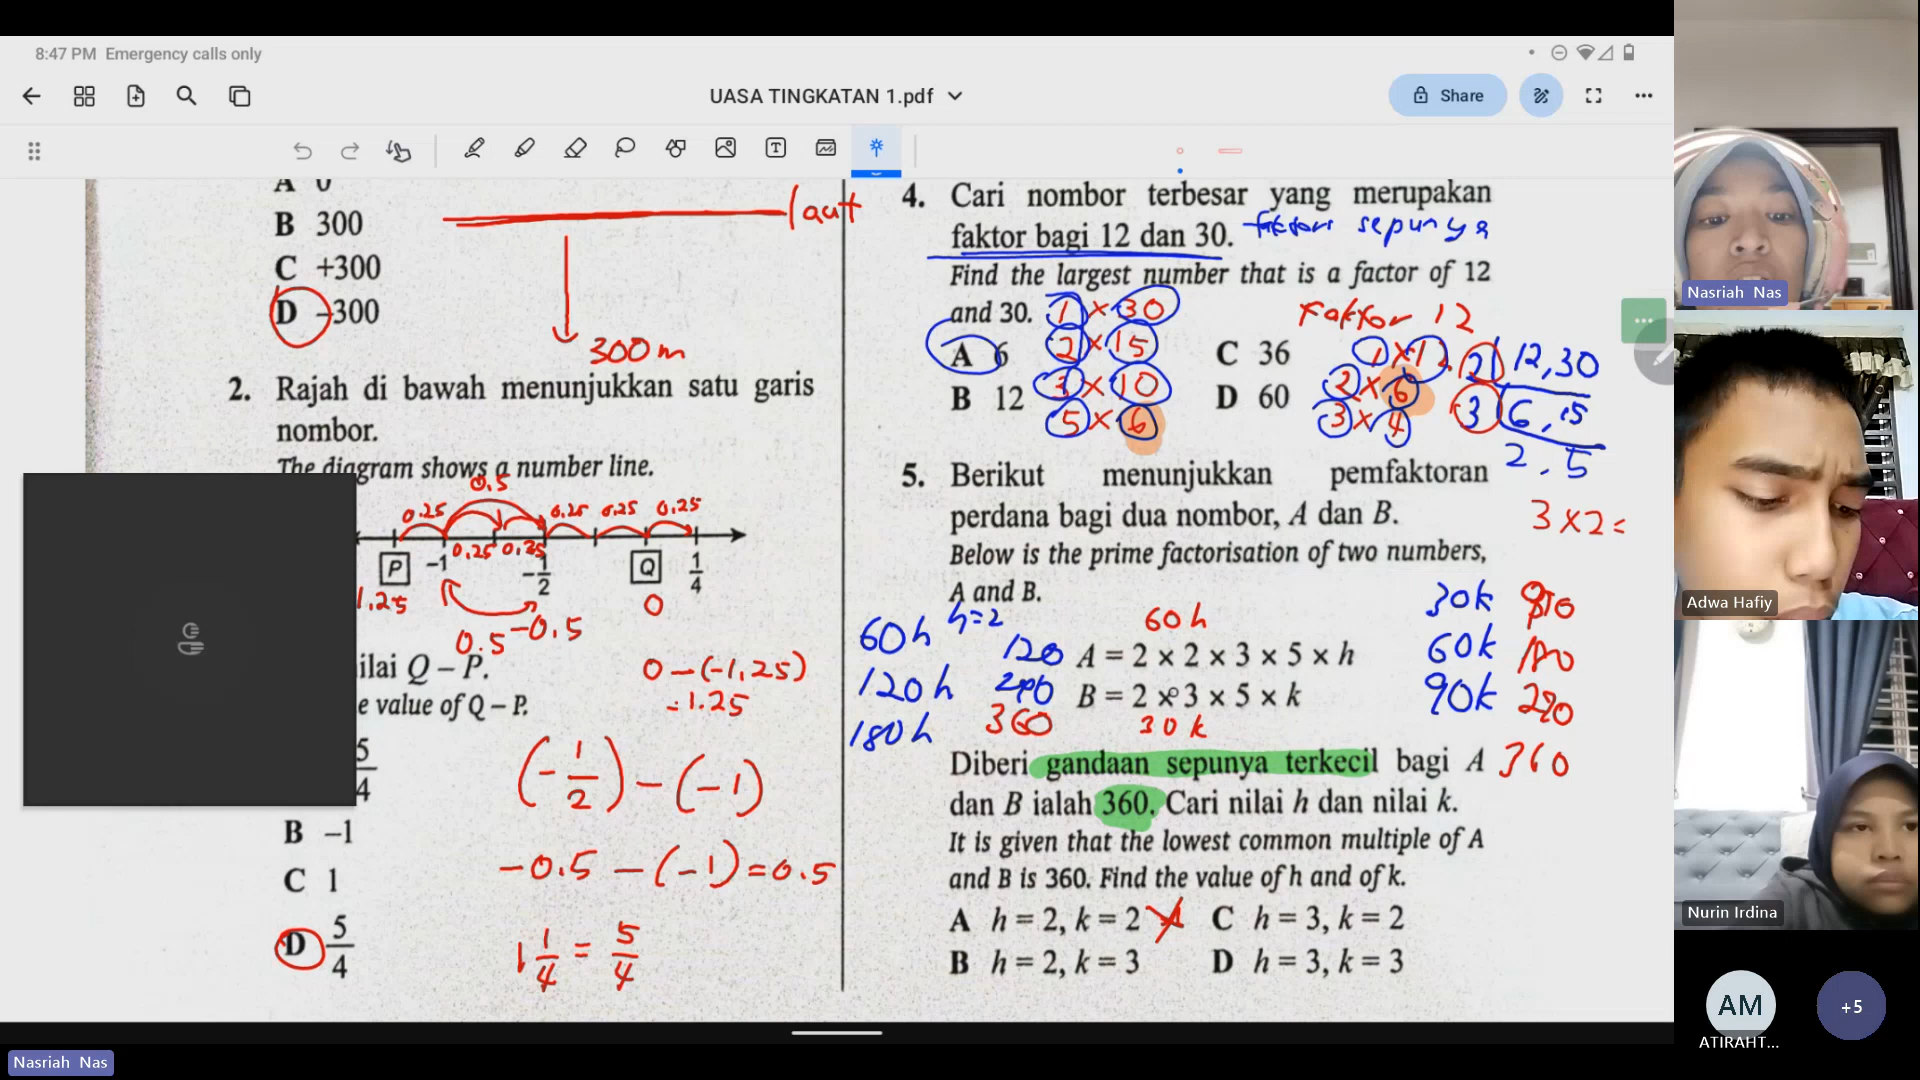 8:47 PM Emergency calls only
UASA TINGKATAN 1.pdf
Share
A 0
B 300
C +300
D -300
laut
300 m
2. Rajah di bawah menunjukkan satu garis
nombor.
The diagram shows a number line.
0.5
0.25 0.25 0.25 0.25
0.25 0.25
P -1 -1/2 Q 1/4
1.25 0
0.5 -0.5
ilai Q – P.
e value of Q – P.
0 - (-1.25)
= 1.25
5/4
(-1/2) - (-1)
B –1
-0.5 - (-1) = 0.5
C 1
D 5/4
1 1/4 = 5/4
4. Cari nombor terbesar yang merupakan
faktor bagi 12 dan 30. faktor sepunya
Find the largest number that is a factor of 12
and 30.
1 × 30
2 × 15
3 × 10
5 × 6
Faktor 12
1 × 12
2 × 6
3 × 4
A 6 C 36
B 12 D 60
2 12, 30
3 6, 15
2, 5
3 × 2 =
5. Berikut menunjukkan pemfaktoran
perdana bagi dua nombor, A dan B.
Below is the prime factorisation of two numbers,
A and B.
h = 2
60h 120
120h 240
180h 360
60h
A = 2 × 2 × 3 × 5 × h
B = 2 × 3 × 5 × k
30k
30k
60k
90k
360
Diberi gandaan sepunya terkecil bagi A
dan B ialah 360. Cari nilai h dan nilai k.
It is given that the lowest common multiple of A
and B is 360. Find the value of h and of k.
A h = 2, k = 2 C h = 3, k = 2
B h = 2, k = 3 D h = 3, k = 3
Nasriah Nas
Adwa Hafiy
Nurin Irdina
AM
+5
ATIRAHT...
Nasriah Nas